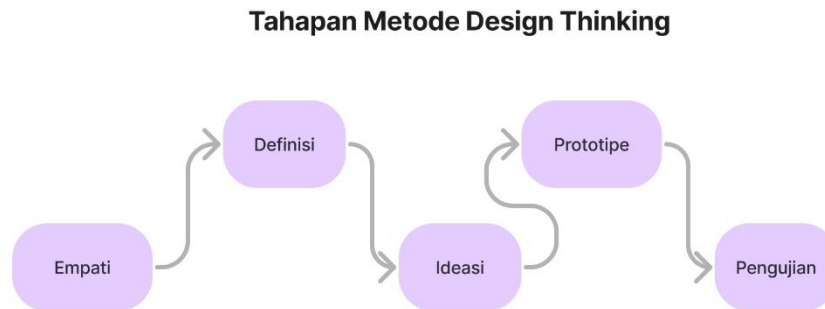 Tahapan Metode Design Thinking
Empati
Definisi
Ideasi
Prototipe
Pengujian